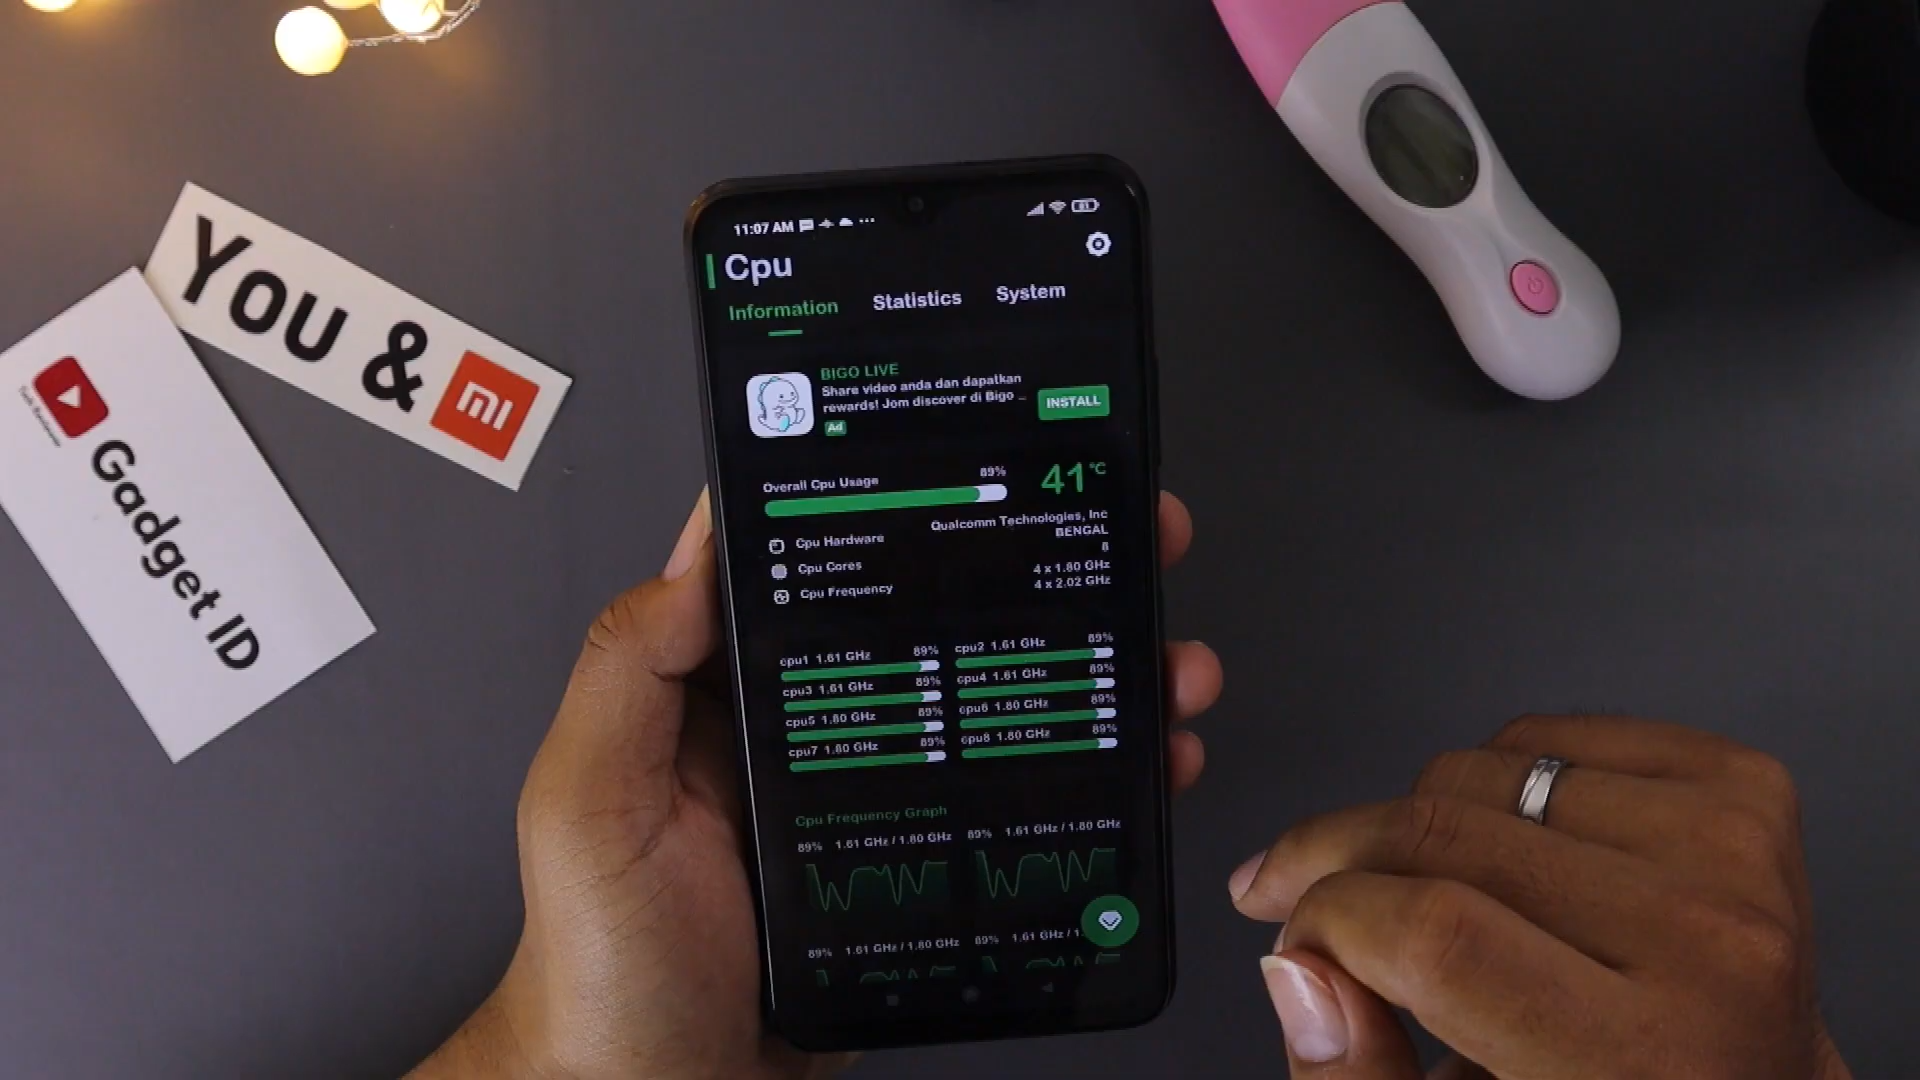 YOU & MI
Gadget ID
11:07 AM
81
Cpu
Information
Statistics
System
BIGO LIVE
Share video anda dan dapatkan
rewards! Jom discover di Bigo ...
Ad
INSTALL
Overall Cpu Usage
89%
41°C
Cpu Hardware
Qualcomm Technologies, Inc
BENGAL
Cpu Cores
8
Cpu Frequency
4 x 1.80 GHz
4 x 2.02 GHz
cpu1 1.61 GHz 89%
cpu2 1.61 GHz 89%
cpu3 1.61 GHz 89%
cpu4 1.61 GHz 89%
cpu5 1.80 GHz 89%
cpu6 1.80 GHz 89%
cpu7 1.80 GHz 89%
cpu8 1.80 GHz 89%
Cpu Frequency Graph
89% 1.61 GHz / 1.80 GHz
89% 1.61 GHz / 1.80 GHz
89% 1.61 GHz / 1.80 GHz
89% 1.61 GHz / 1.